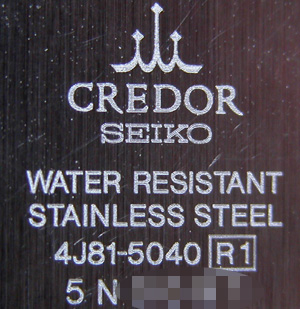 CREDOR
SEIKO
WATER RESISTANT
STAINLESS STEEL
4J81-5040 R1
5 N